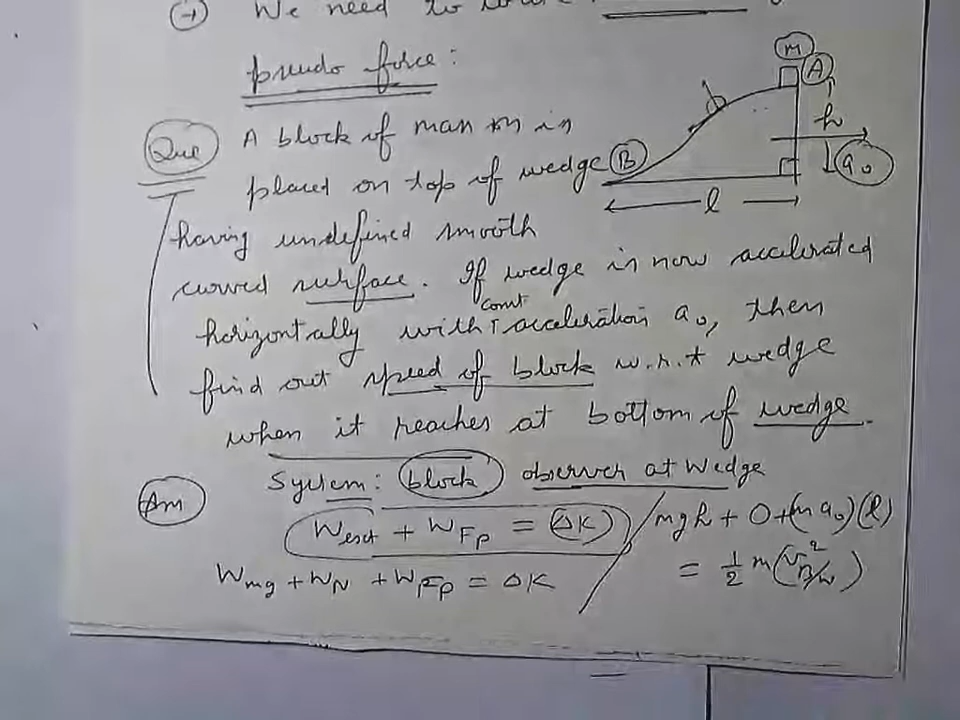 We need to
pseudo force:
M
A
h
a₀
B
l
Que A block of mass m is
placed on top of wedge
having undefined smooth
curved surface. If wedge is now accelerated
horizontally with const acceleration a₀, then
find out speed of block w.r.t wedge
when it reaches at bottom of wedge.
Ans System: block observer at Wedge
Wext + WFp = ΔK / mgh + 0 + (m a₀)(l)
Wmg + WN + WFp = ΔK = 1/2 m(v²B/w)